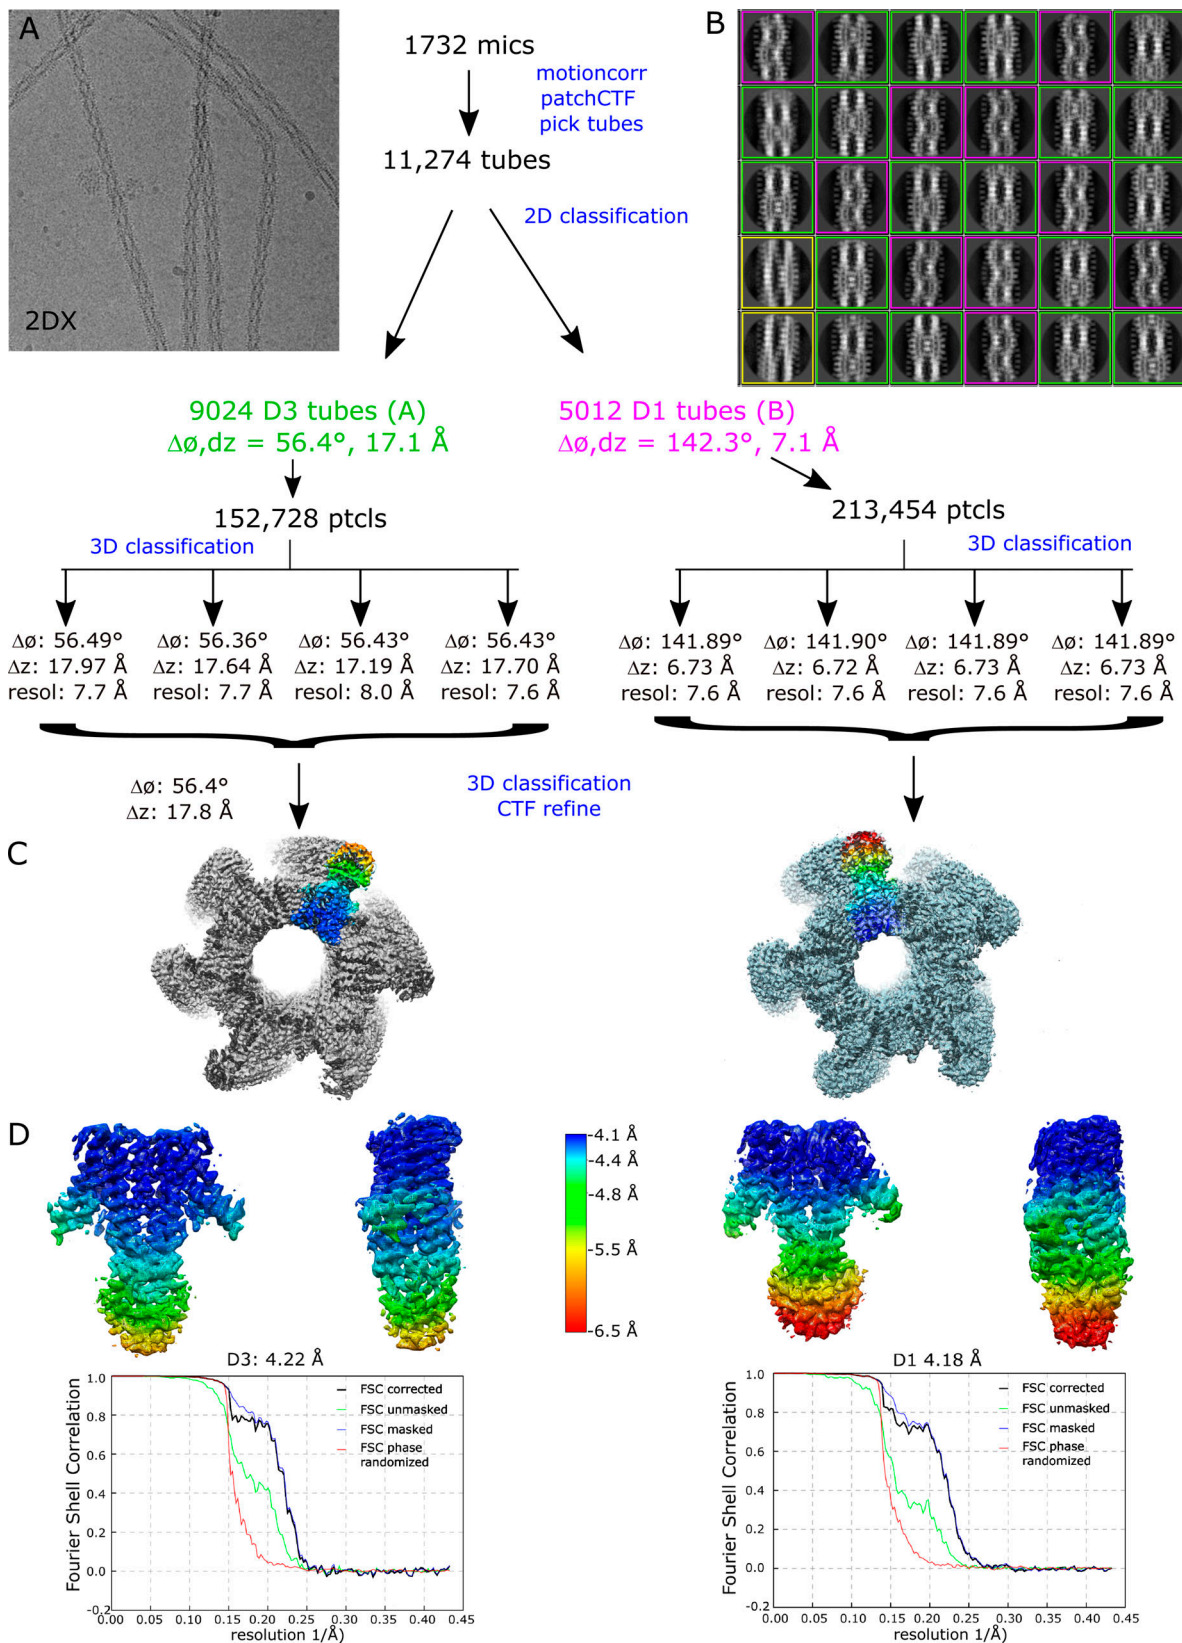 A
2DX
1732 mics
motioncorr
patchCTF
pick tubes
11,274 tubes
2D classification
B
9024 D3 tubes (A)
Δø,dz = 56.4°, 17.1 Å
5012 D1 tubes (B)
Δø,dz = 142.3°, 7.1 Å
152,728 ptcls
213,454 ptcls
3D classification
3D classification
Δø: 56.49°
Δz: 17.97 Å
resol: 7.7 Å
Δø: 56.36°
Δz: 17.64 Å
resol: 7.7 Å
Δø: 56.43°
Δz: 17.19 Å
resol: 8.0 Å
Δø: 56.43°
Δz: 17.70 Å
resol: 7.6 Å
Δø: 141.89°
Δz: 6.73 Å
resol: 7.6 Å
Δø: 141.90°
Δz: 6.72 Å
resol: 7.6 Å
Δø: 141.89°
Δz: 6.73 Å
resol: 7.6 Å
Δø: 141.89°
Δz: 6.73 Å
resol: 7.6 Å
Δø: 56.4°
Δz: 17.8 Å
3D classification
CTF refine
C
D
-4.1 Å
-4.4 Å
-4.8 Å
-5.5 Å
-6.5 Å
D3: 4.22 Å
Fourier Shell Correlation
1.0
0.8
0.6
0.4
0.2
0.0
-0.2
FSC corrected
FSC unmasked
FSC masked
FSC phase
randomized
0.00 0.05 0.10 0.15 0.20 0.25 0.30 0.35 0.40 0.45
resolution 1/Å)
D1 4.18 Å
Fourier Shell Correlation
1.0
0.8
0.6
0.4
0.2
0.0
-0.2
FSC corrected
FSC unmasked
FSC masked
FSC phase
randomized
0.00 0.05 0.10 0.15 0.20 0.25 0.30 0.35 0.40 0.45
resolution 1/Å)